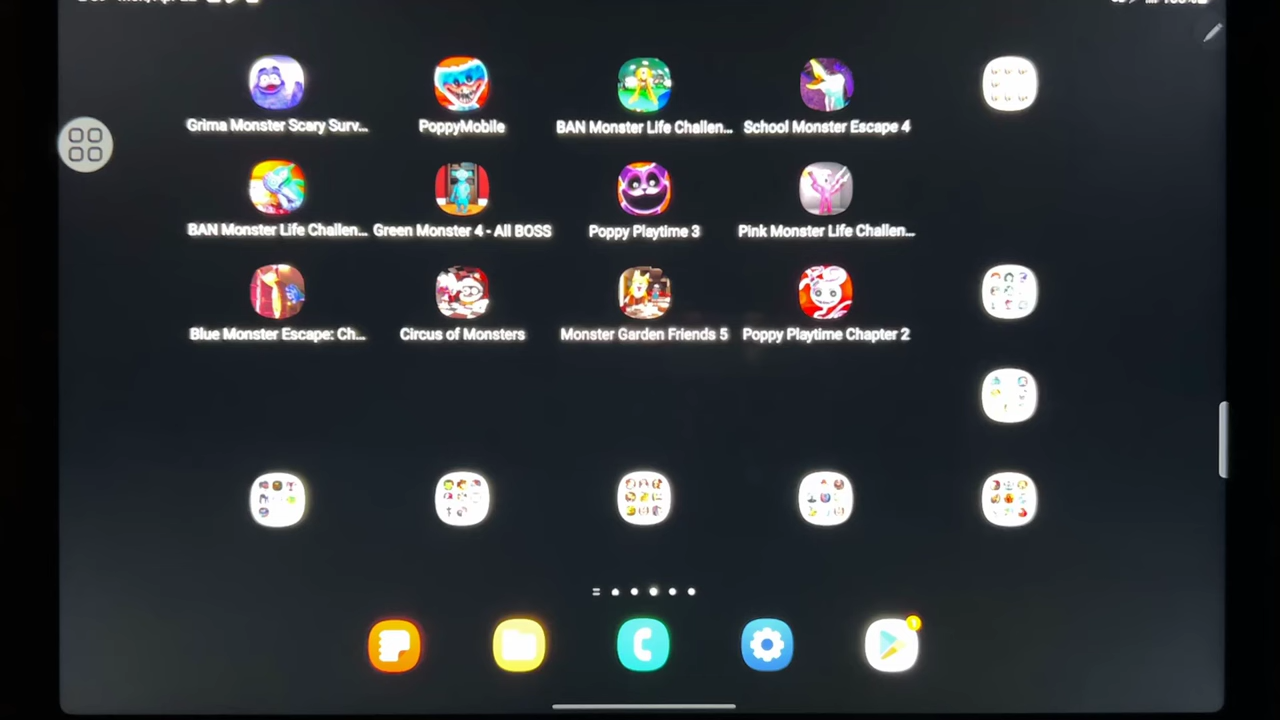 Grima Monster Scary Surv...
PoppyMobile
BAN Monster Life Challen...
School Monster Escape 4
BAN Monster Life Challen...
Green Monster 4 - All BOSS
Poppy Playtime 3
Pink Monster Life Challen...
Blue Monster Escape: Ch...
Circus of Monsters
Monster Garden Friends 5
Poppy Playtime Chapter 2